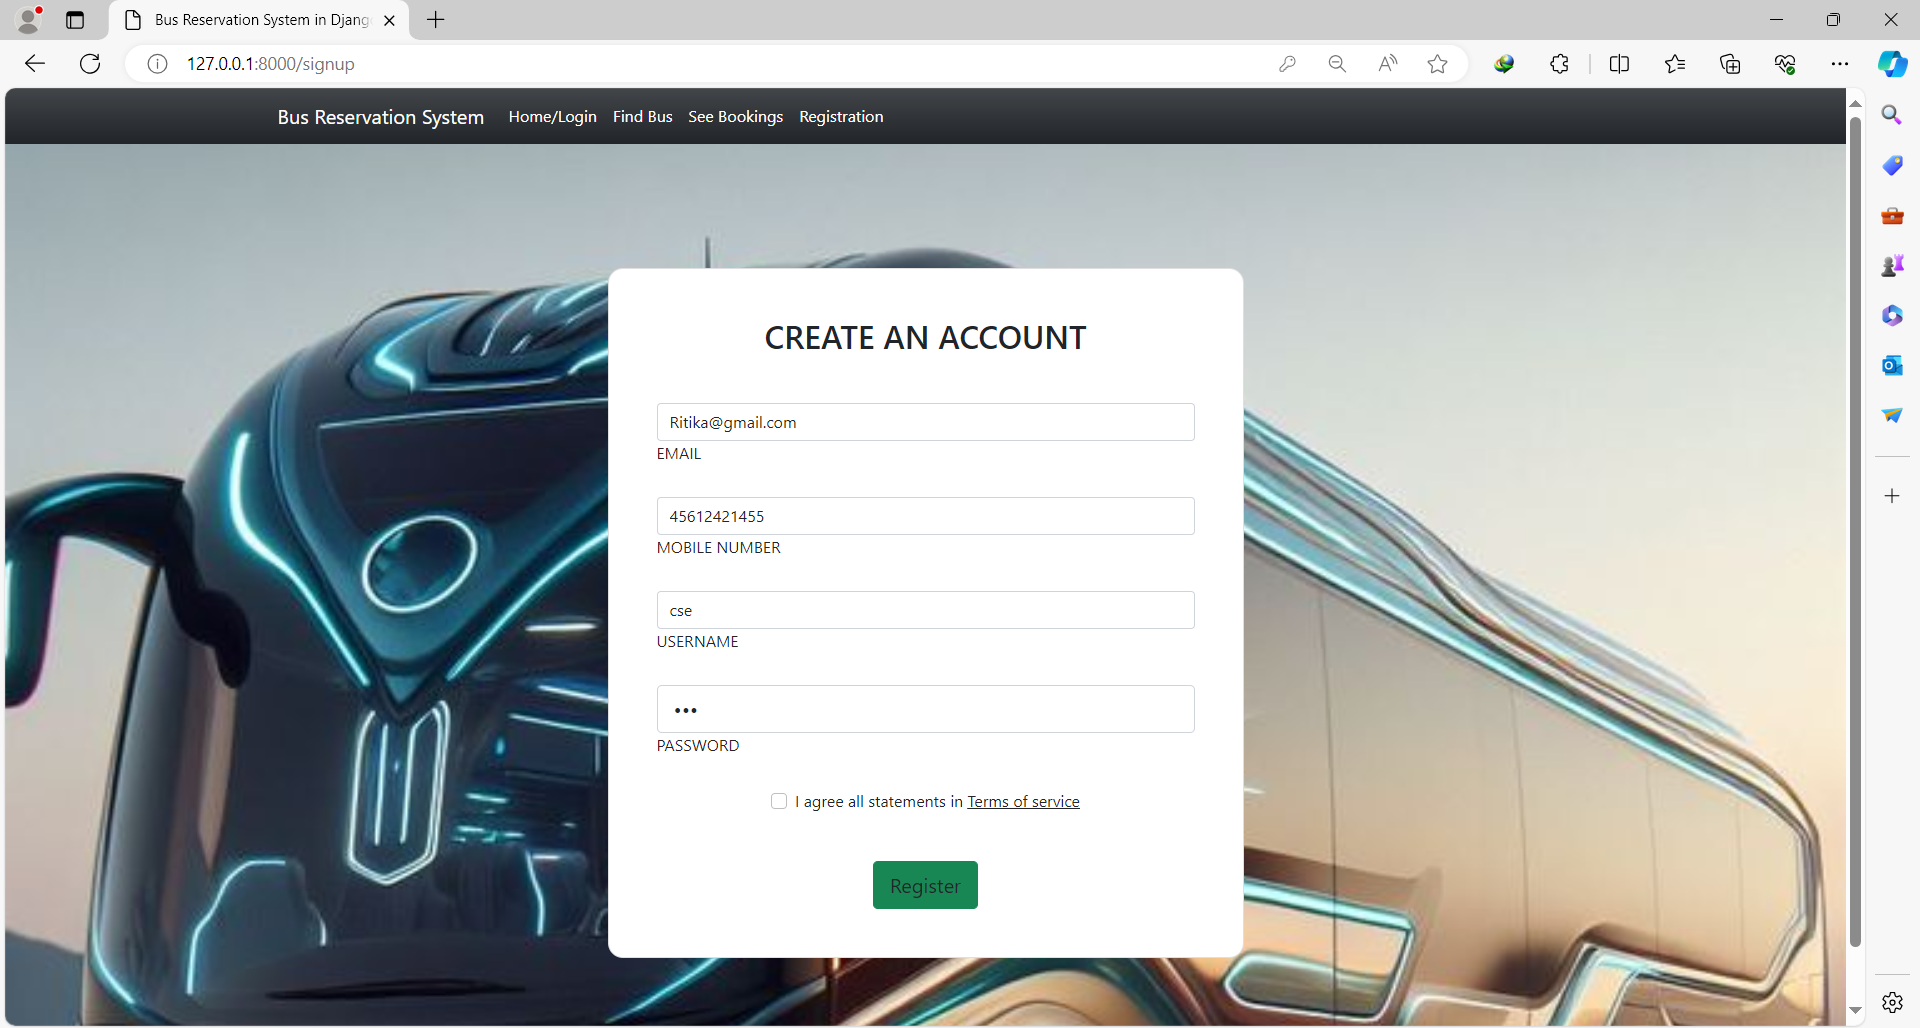 Bus Reservation System in Djang
127.0.0.1:8000/signup
Bus Reservation System Home/Login Find Bus See Bookings Registration
CREATE AN ACCOUNT
Ritika@gmail.com
EMAIL
45612421455
MOBILE NUMBER
cse
USERNAME
•••
PASSWORD
I agree all statements in Terms of service
Register